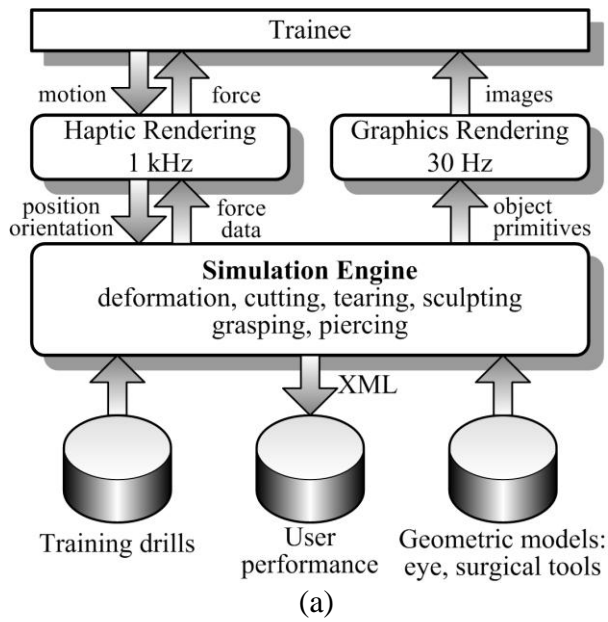 Trainee
motion
force
images
Haptic Rendering
1 kHz
Graphics Rendering
30 Hz
position
orientation
force
data
object
primitives
Simulation Engine
deformation, cutting, tearing, sculpting
grasping, piercing
XML
Training drills
User
performance
Geometric models:
eye, surgical tools
(a)